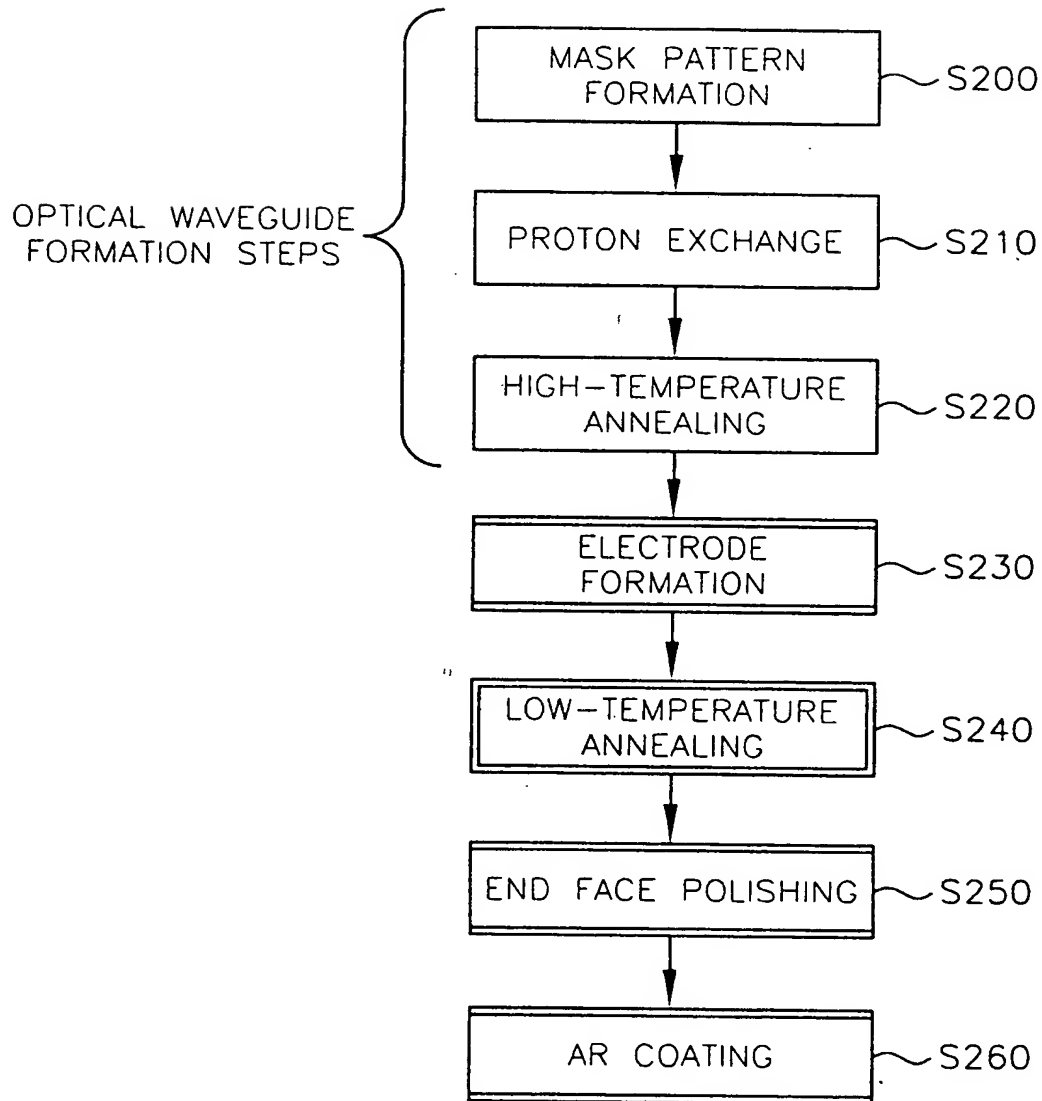 MASK PATTERN
FORMATION
S200
OPTICAL WAVEGUIDE
FORMATION STEPS
PROTON EXCHANGE
S210
HIGH-TEMPERATURE
ANNEALING
S220
ELECTRODE
FORMATION
S230
LOW-TEMPERATURE
ANNEALING
S240
END FACE POLISHING
S250
AR COATING
S260